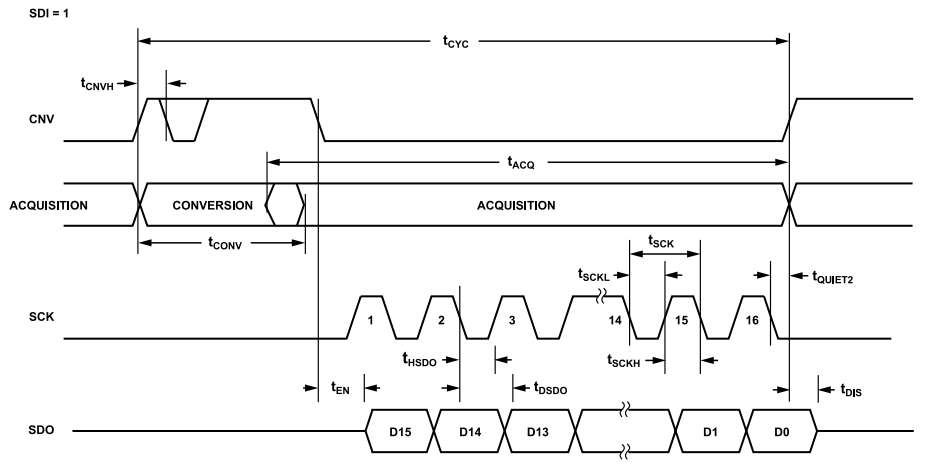 SDI = 1
tCYC
tCNVH
CNV
tACQ
ACQUISITION CONVERSION ACQUISITION
tCONV
tSCK
tSCKL
tQUIET2
SCK 1 2 3 14 15 16
tHSDO tSCKH
tEN tDSDO tDIS
SDO D15 D14 D13 D1 D0